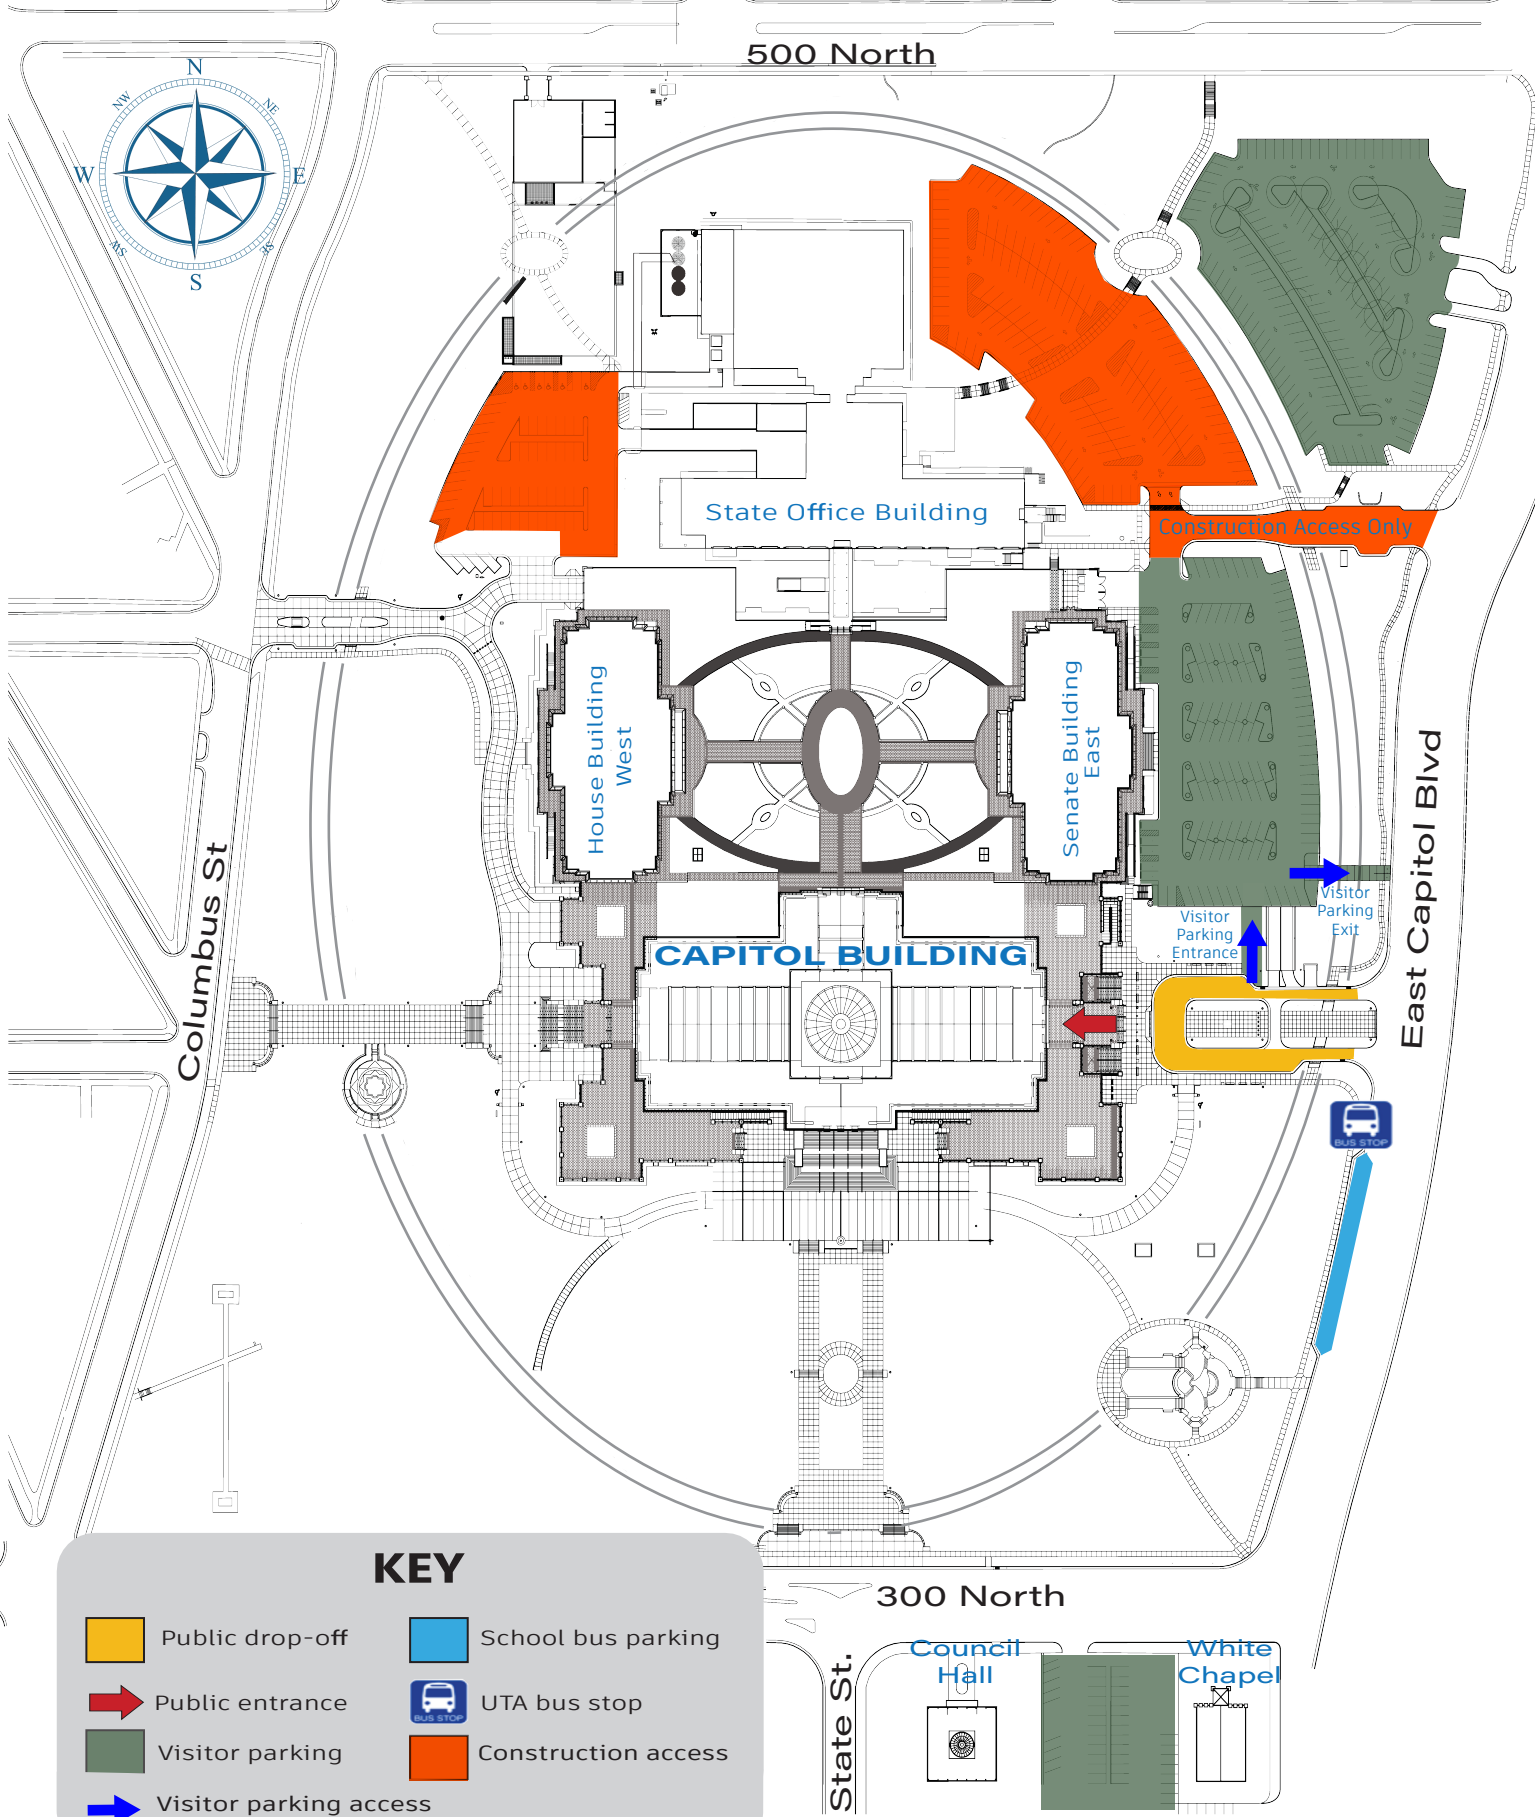 500 North
N
NW
NE
W
E
SW
SE
S
State Office Building
Construction Access Only
House Building
West
Senate Building
East
Columbus St
East Capitol Blvd
Visitor
Parking
Exit
Visitor
Parking
Entrance
CAPITOL BUILDING
BUS STOP
KEY
Public drop-off
School bus parking
Public entrance
BUS STOP
UTA bus stop
Visitor parking
Construction access
Visitor parking access
300 North
State St.
Council
Hall
White
Chapel